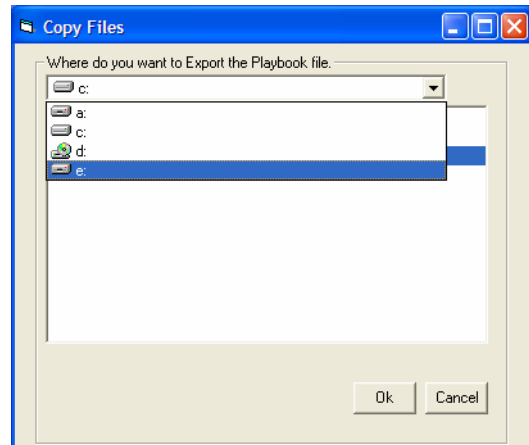 Copy Files
Where do you want to Export the Playbook file.
c:
a:
c:
d:
e:
Ok Cancel